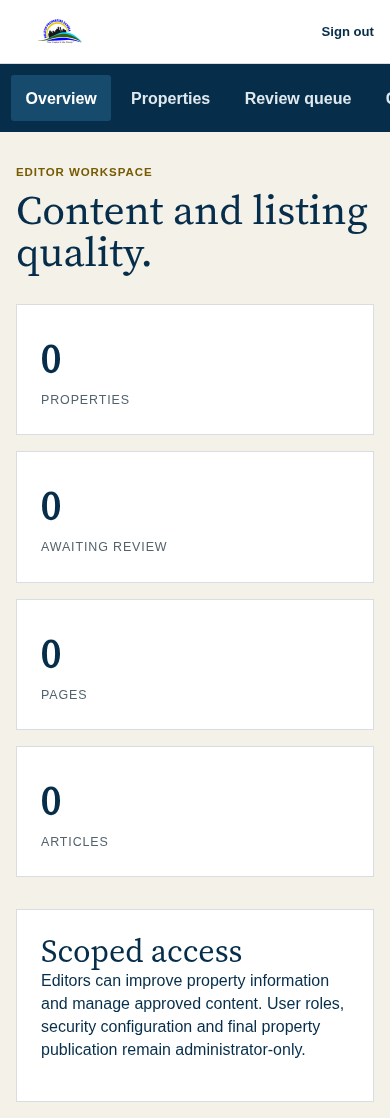 Sign out
Overview
Properties
Review queue
EDITOR WORKSPACE
Content and listing
quality.
0
PROPERTIES
0
AWAITING REVIEW
0
PAGES
0
ARTICLES
Scoped access
Editors can improve property information
and manage approved content. User roles,
security configuration and final property
publication remain administrator-only.